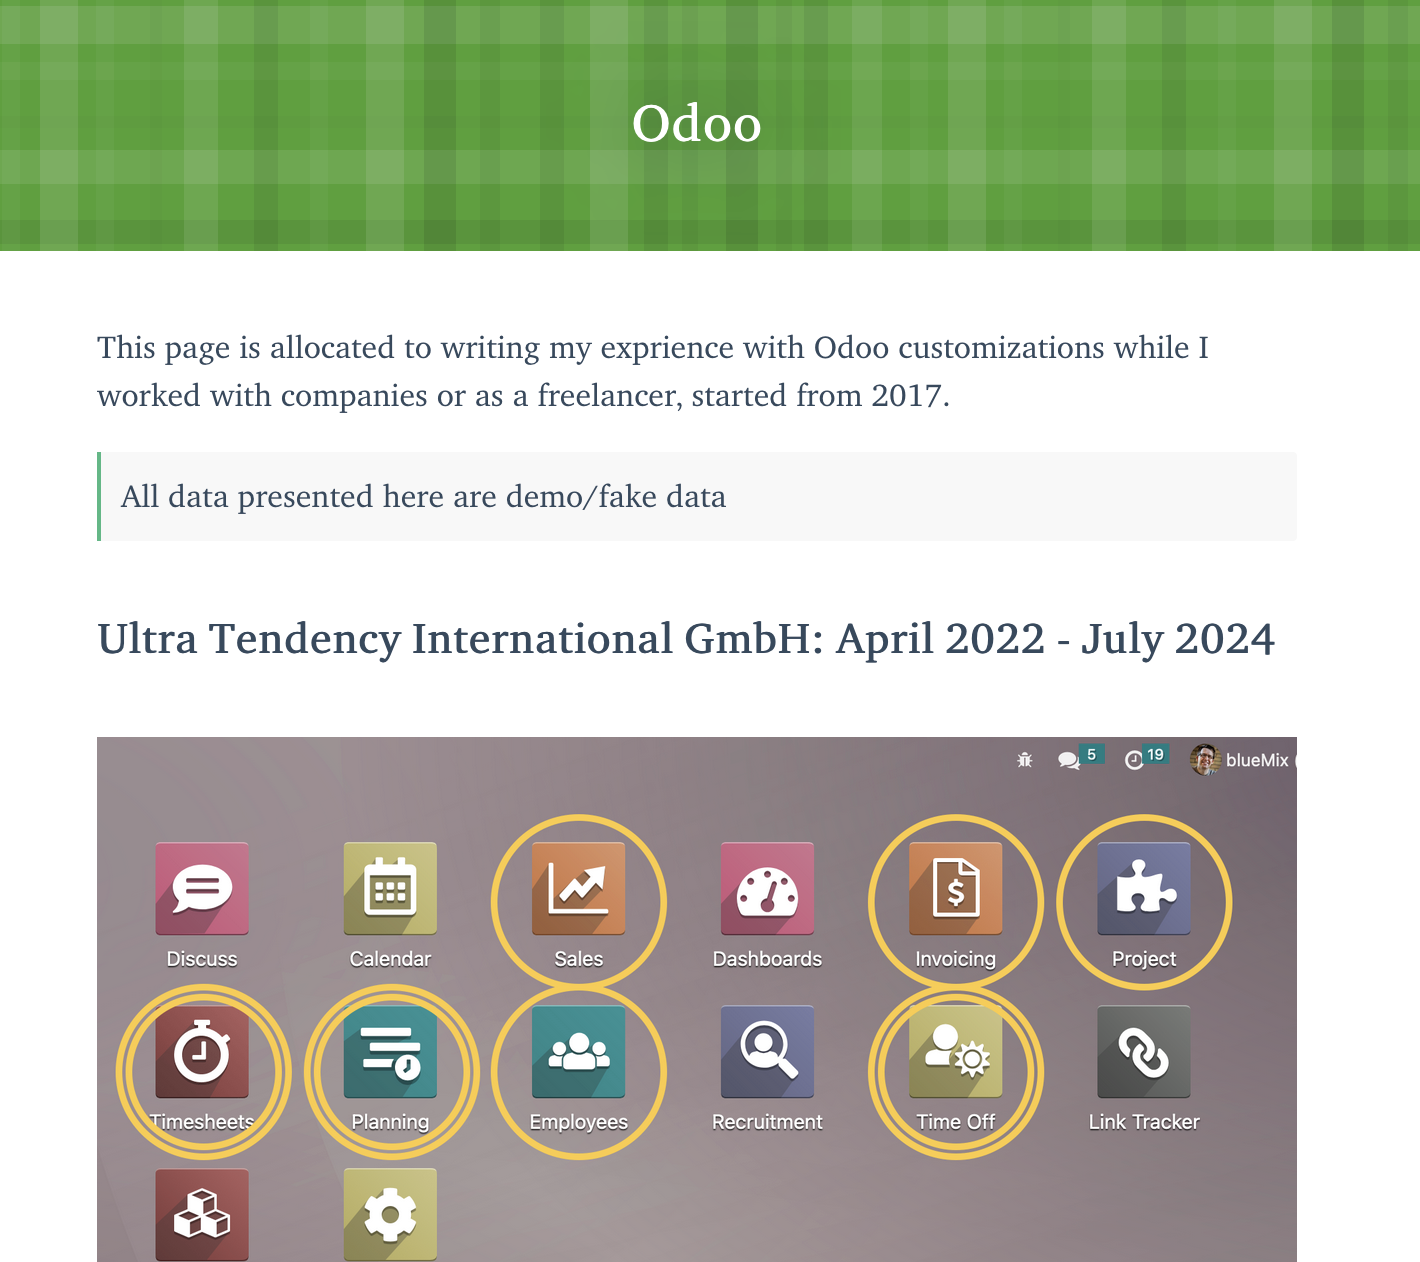 Odoo
This page is allocated to writing my exprience with Odoo customizations while I
worked with companies or as a freelancer, started from 2017.
All data presented here are demo/fake data
Ultra Tendency International GmbH: April 2022 - July 2024
5 19 blueMix (
Discuss Calendar Sales Dashboards Invoicing Project
Timesheets Planning Employees Recruitment Time Off Link Tracker